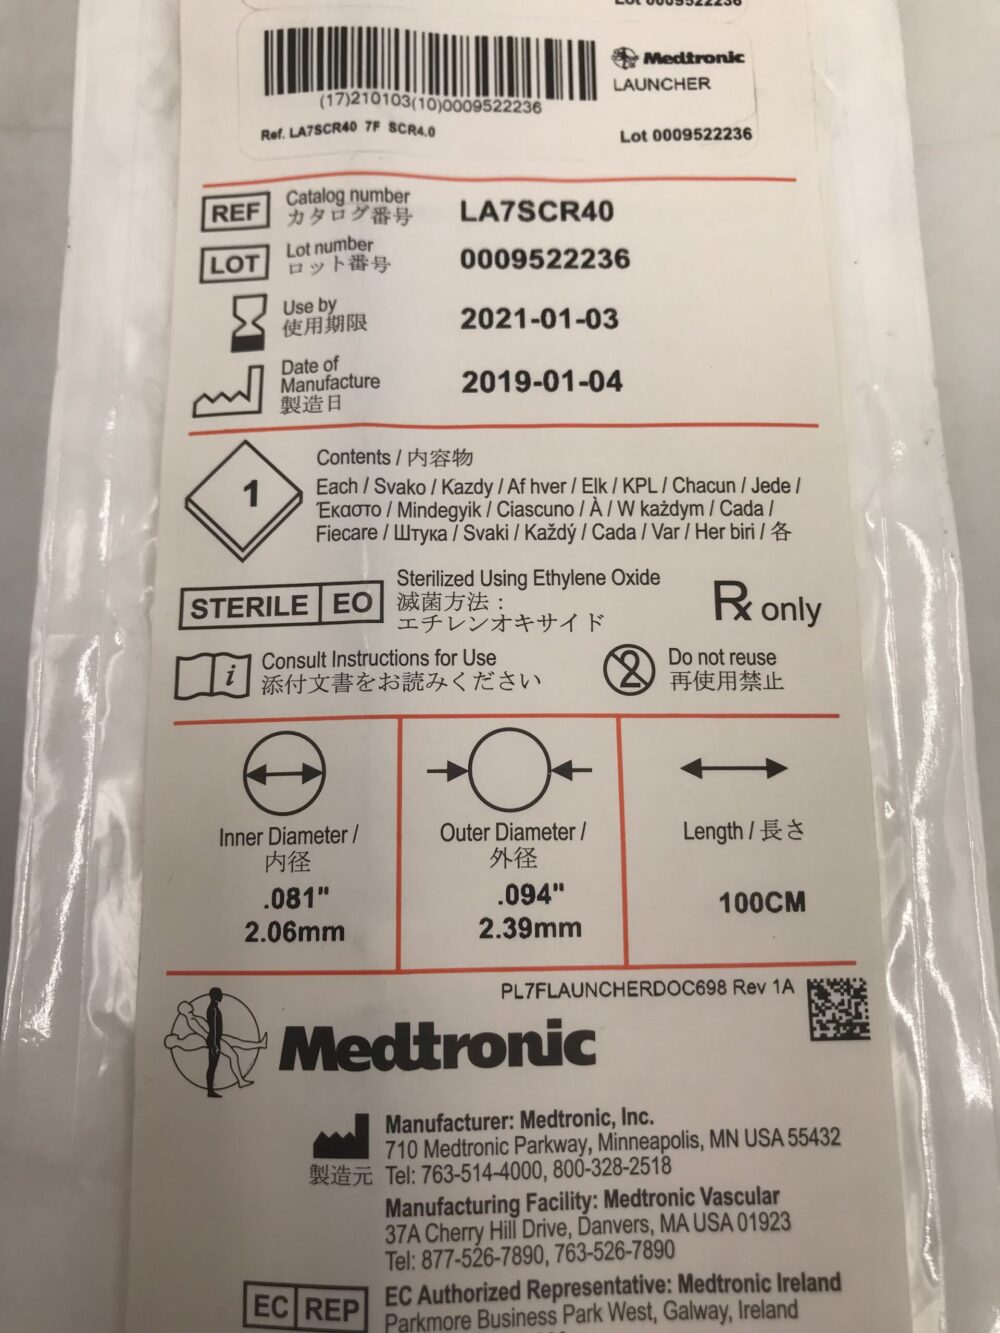 Lot 0009522236
(17)210103(10)0009522236
Medtronic
LAUNCHER
Ref. LA7SCR40 7F SCR4.0
Lot 0009522236
REF Catalog number
カタログ番号
LA7SCR40
LOT Lot number
ロット番号
0009522236
Use by
使用期限
2021-01-03
Date of
Manufacture
製造日
2019-01-04
1
Contents / 内容物
Each / Svako / Kazdy / Af hver / Elk / KPL / Chacun / Jede /
Έκαστο / Mindegyik / Ciascuno / À / W każdym / Cada /
Fiecare / Штука / Svaki / Každý / Cada / Var / Her biri / 各
STERILE EO
Sterilized Using Ethylene Oxide
滅菌方法：
エチレンオキサイド
Rx only
i
Consult Instructions for Use
添付文書をお読みください
2
Do not reuse
再使用禁止
Inner Diameter /
内径
.081"
2.06mm
Outer Diameter /
外径
.094"
2.39mm
Length / 長さ
100CM
PL7FLAUNCHERDOC698 Rev 1A
Medtronic
製造元
Manufacturer: Medtronic, Inc.
710 Medtronic Parkway, Minneapolis, MN USA 55432
Tel: 763-514-4000, 800-328-2518
Manufacturing Facility: Medtronic Vascular
37A Cherry Hill Drive, Danvers, MA USA 01923
Tel: 877-526-7890, 763-526-7890
EC REP
EC Authorized Representative: Medtronic Ireland
Parkmore Business Park West, Galway, Ireland